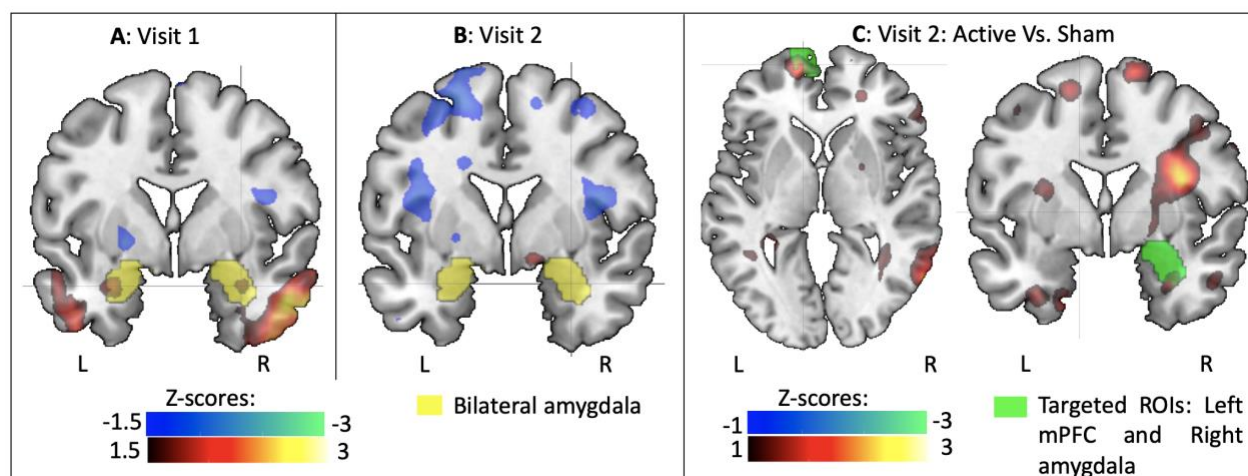 A: Visit 1
B: Visit 2
C: Visit 2: Active Vs. Sham
L
R
L
R
L
R
L
R
Z-scores:
-1.5
-3
1.5
3
Bilateral amygdala
Z-scores:
-1
-3
1
3
Targeted ROIs: Left
mPFC and Right
amygdala